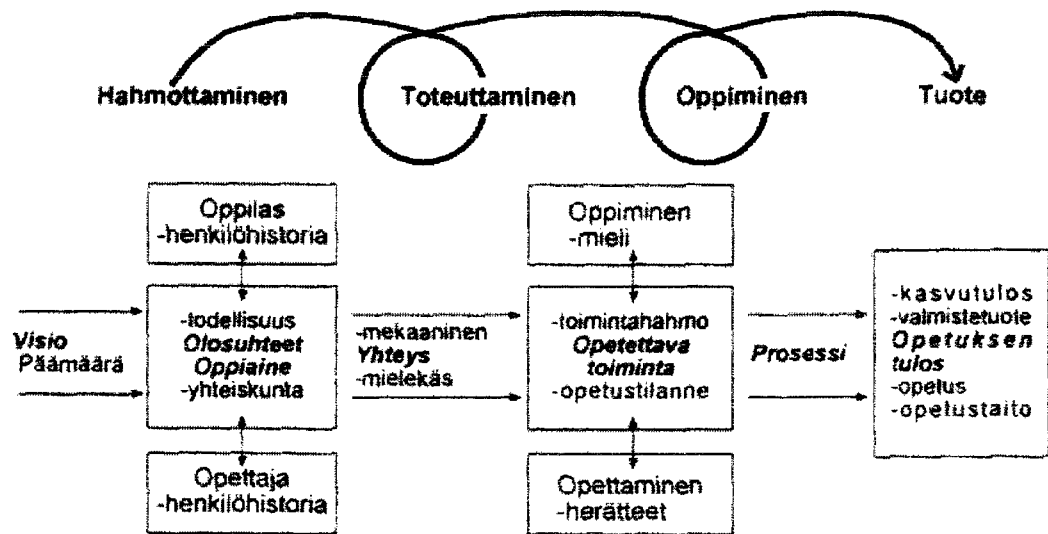 Hahmottaminen Toteuttaminen Oppiminen Tuote
Oppilas
-henkilöhistoria
Oppiminen
-mieli
Visio
Päämäärä
-todellisuus
Olosuhteet
Oppiaine
-yhteiskunta
-mekaaninen
Yhteys
-mielekäs
-toimintahahmo
Opetettava
toiminta
-opetustilanne
Prosessi
-kasvutulos
-valmistetuote
Opetuksen
tulos
-opetus
-opetustaito
Opettaja
-henkilöhistoria
Opettaminen
-herätteet